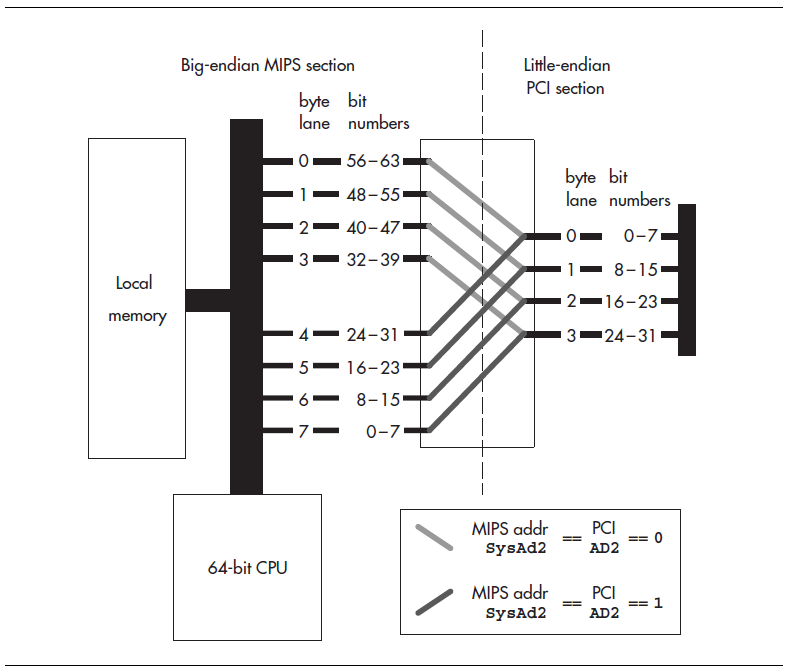 Big-endian MIPS section
Little-endian
PCI section
byte bit
lane numbers
0 56–63
1 48–55
2 40–47
3 32–39
4 24–31
5 16–23
6 8–15
7 0–7
byte bit
lane numbers
0 0–7
1 8–15
2 16–23
3 24–31
Local
memory
64-bit CPU
MIPS addr == PCI == 0
SysAd2 AD2
MIPS addr == PCI == 1
SysAd2 AD2